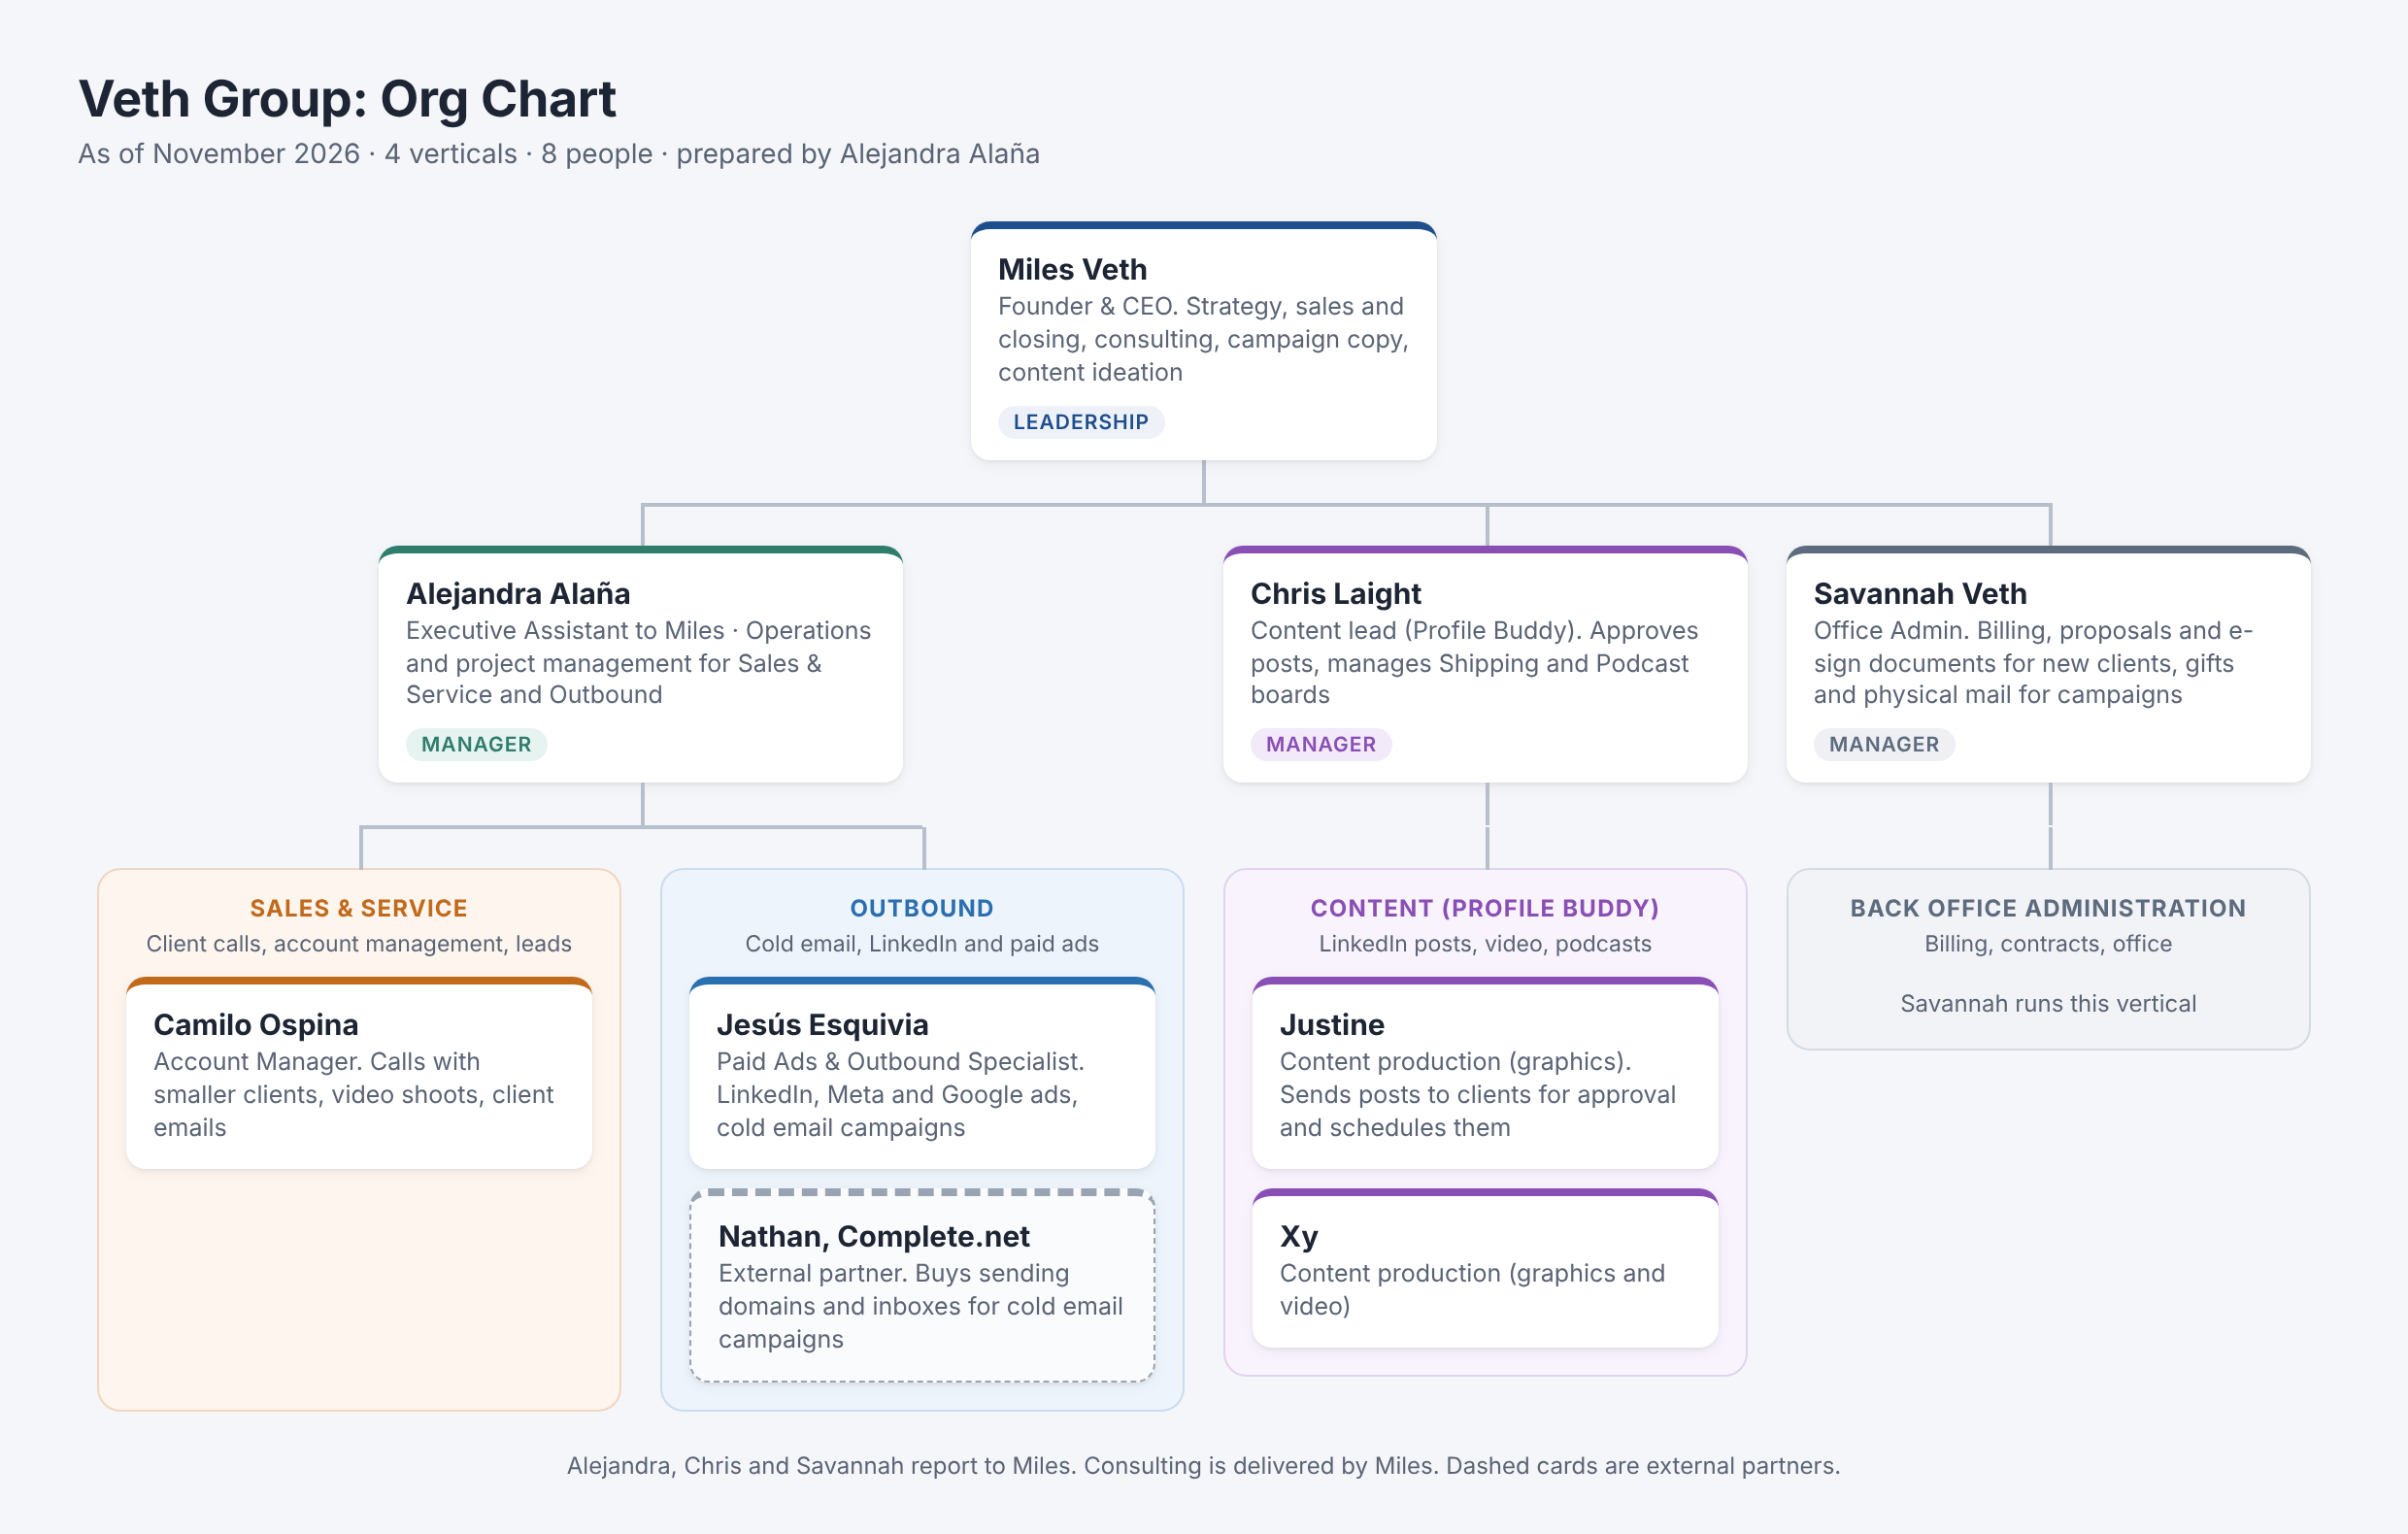 Veth Group: Org Chart
As of November 2026 · 4 verticals · 8 people · prepared by Alejandra Alaña
Miles Veth
Founder & CEO. Strategy, sales and
closing, consulting, campaign copy,
content ideation
LEADERSHIP
Alejandra Alaña
Executive Assistant to Miles · Operations
and project management for Sales &
Service and Outbound
MANAGER
Chris Laight
Content lead (Profile Buddy). Approves
posts, manages Shipping and Podcast
boards
MANAGER
Savannah Veth
Office Admin. Billing, proposals and e-
sign documents for new clients, gifts
and physical mail for campaigns
MANAGER
SALES & SERVICE
Client calls, account management, leads
Camilo Ospina
Account Manager. Calls with
smaller clients, video shoots, client
emails
OUTBOUND
Cold email, LinkedIn and paid ads
Jesús Esquivia
Paid Ads & Outbound Specialist.
LinkedIn, Meta and Google ads,
cold email campaigns
Nathan, Complete.net
External partner. Buys sending
domains and inboxes for cold email
campaigns
CONTENT (PROFILE BUDDY)
LinkedIn posts, video, podcasts
Justine
Content production (graphics).
Sends posts to clients for approval
and schedules them
Xy
Content production (graphics and
video)
BACK OFFICE ADMINISTRATION
Billing, contracts, office
Savannah runs this vertical
Alejandra, Chris and Savannah report to Miles. Consulting is delivered by Miles. Dashed cards are external partners.